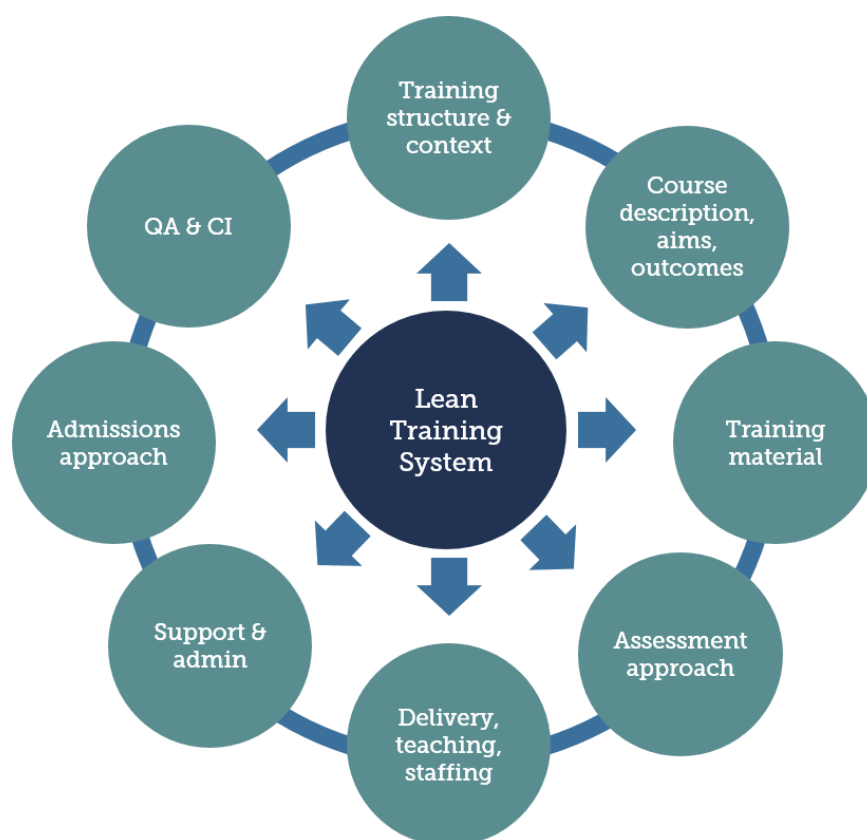 Training
structure &
context
Course
description,
aims,
outcomes
Training
material
Assessment
approach
Delivery,
teaching,
staffing
Support &
admin
Admissions
approach
QA & CI
Lean
Training
System